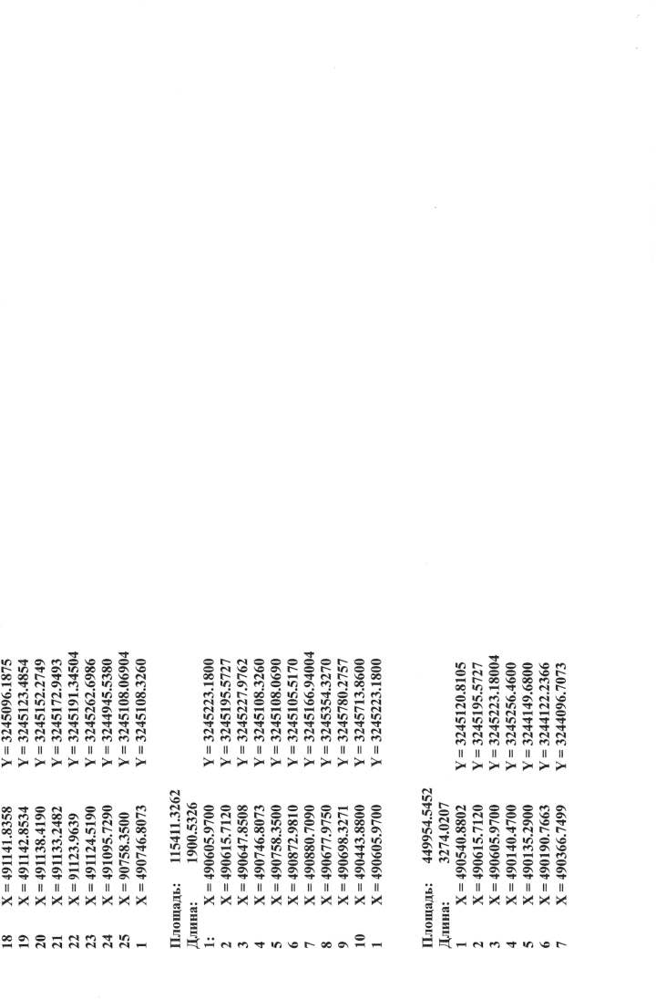 18 X = 491141.8358 Y = 3245096.1875
19 X = 491142.8534 Y = 3245123.4854
20 X = 491138.4190 Y = 3245152.2749
21 X = 491133.2482 Y = 3245172.9493
22 X = 91123.9639 Y = 3245191.34504
23 X = 491124.5190 Y = 3245262.6986
24 X = 491095.7290 Y = 3244945.5380
25 X = 90758.3500 Y = 3245108.06904
1 X = 490746.8073 Y = 3245108.3260
Площадь: 115411.3262
Длина: 1900.5326
1: X = 490605.9700 Y = 3245223.1800
2 X = 490615.7120 Y = 3245195.5727
3 X = 490647.8508 Y = 3245227.9762
4 X = 490746.8073 Y = 3245108.3260
5 X = 490758.3500 Y = 3245108.0690
6 X = 490872.9810 Y = 3245105.5170
7 X = 490880.7090 Y = 3245166.94004
8 X = 490677.9750 Y = 3245354.3270
9 X = 490698.3271 Y = 3245780.2757
10 X = 490443.8800 Y = 3245713.8600
1 X = 490605.9700 Y = 3245223.1800
Площадь: 449954.5452
Длина: 3274.0207
1 X = 490540.8802 Y = 3245120.8105
2 X = 490615.7120 Y = 3245195.5727
3 X = 490605.9700 Y = 3245223.18004
4 X = 490140.4700 Y = 3245256.4600
5 X = 490135.2900 Y = 3244149.6800
6 X = 490190.7663 Y = 3244122.2366
7 X = 490366.7499 Y = 3244096.7073